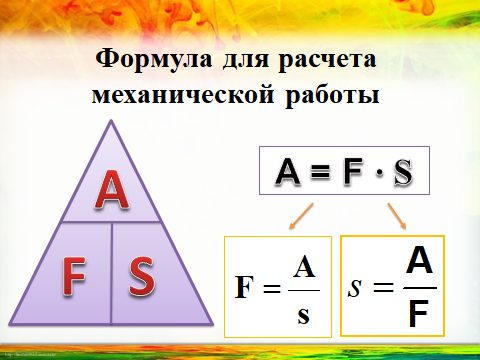 Формула для расчета
механической работы
A
F S
A = F · S
F = A/s
s = A/F